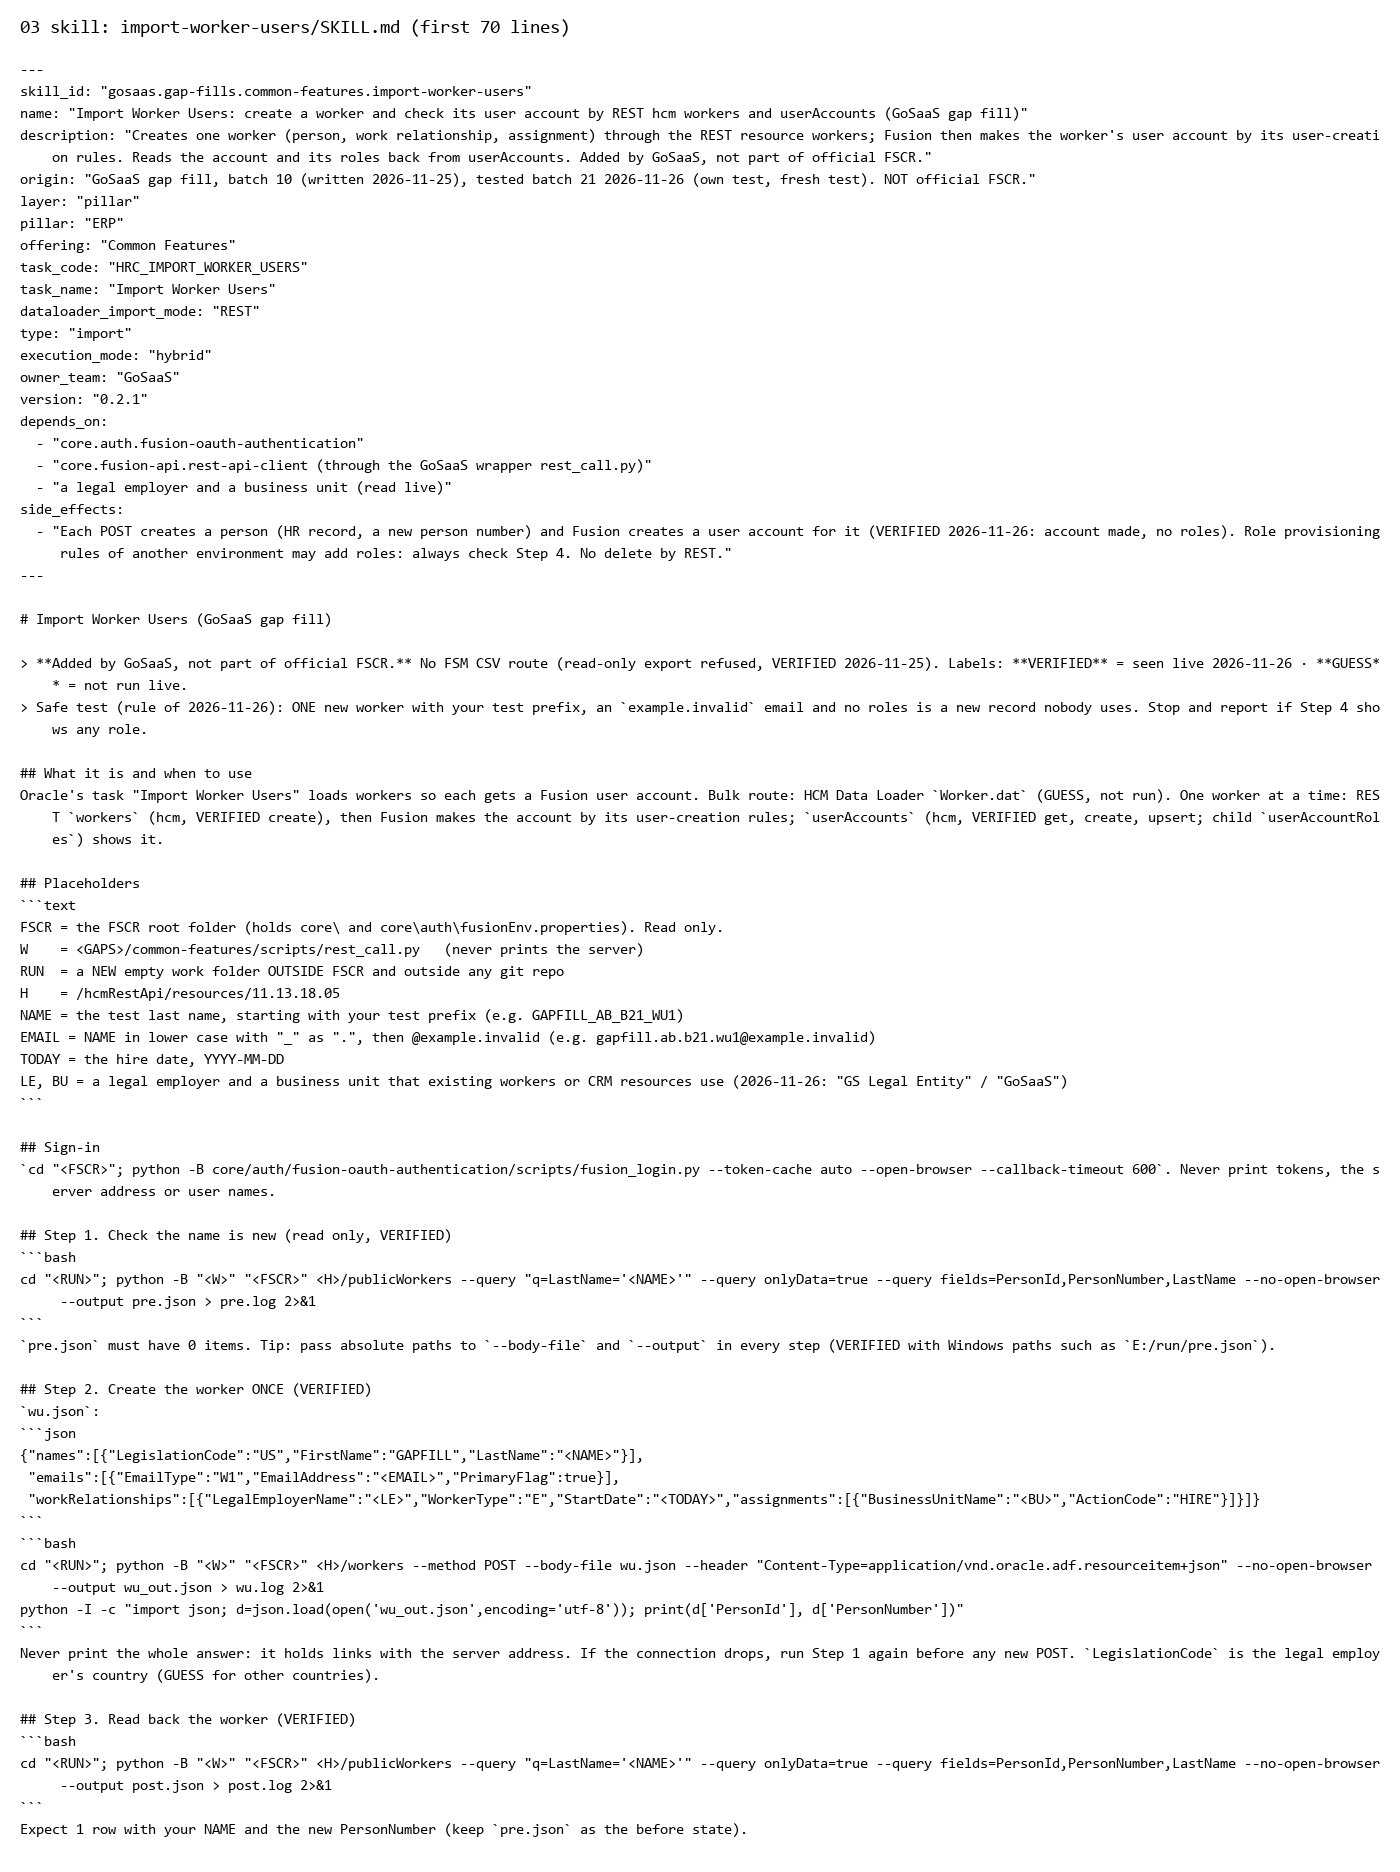 03 skill: import-worker-users/SKILL.md (first 70 lines)
---
skill_id: "gosaas.gap-fills.common-features.import-worker-users"
name: "Import Worker Users: create a worker and check its user account by REST hcm workers and userAccounts (GoSaaS gap fill)"
description: "Creates one worker (person, work relationship, assignment) through the REST resource workers; Fusion then makes the worker's user account by its user-creati
on rules. Reads the account and its roles back from userAccounts. Added by GoSaaS, not part of official FSCR."
origin: "GoSaaS gap fill, batch 10 (written 2026-11-25), tested batch 21 2026-11-26 (own test, fresh test). NOT official FSCR."
layer: "pillar"
pillar: "ERP"
offering: "Common Features"
task_code: "HRC_IMPORT_WORKER_USERS"
task_name: "Import Worker Users"
dataloader_import_mode: "REST"
type: "import"
execution_mode: "hybrid"
owner_team: "GoSaaS"
version: "0.2.1"
depends_on:
  - "core.auth.fusion-oauth-authentication"
  - "core.fusion-api.rest-api-client (through the GoSaaS wrapper rest_call.py)"
  - "a legal employer and a business unit (read live)"
side_effects:
  - "Each POST creates a person (HR record, a new person number) and Fusion creates a user account for it (VERIFIED 2026-11-26: account made, no roles). Role provisioning
rules of another environment may add roles: always check Step 4. No delete by REST."
---
# Import Worker Users (GoSaaS gap fill)
> **Added by GoSaaS, not part of official FSCR.** No FSM CSV route (read-only export refused, VERIFIED 2026-11-25). Labels: **VERIFIED** = seen live 2026-11-26 · **GUESS*
* = not run live.
> Safe test (rule of 2026-11-26): ONE new worker with your test prefix, an `example.invalid` email and no roles is a new record nobody uses. Stop and report if Step 4 sho
ws any role.
## What it is and when to use
Oracle's task "Import Worker Users" loads workers so each gets a Fusion user account. Bulk route: HCM Data Loader `Worker.dat` (GUESS, not run). One worker at a time: RES
T `workers` (hcm, VERIFIED create), then Fusion makes the account by its user-creation rules; `userAccounts` (hcm, VERIFIED get, create, upsert; child `userAccountRol
es`) shows it.
## Placeholders
```text
FSCR = the FSCR root folder (holds core\ and core\auth\fusionEnv.properties). Read only.
W    = <GAPS>/common-features/scripts/rest_call.py   (never prints the server)
RUN  = a NEW empty work folder OUTSIDE FSCR and outside any git repo
H    = /hcmRestApi/resources/11.13.18.05
NAME = the test last name, starting with your test prefix (e.g. GAPFILL_AB_B21_WU1)
EMAIL = NAME in lower case with "_" as ".", then @example.invalid (e.g. gapfill.ab.b21.wu1@example.invalid)
TODAY = the hire date, YYYY-MM-DD
LE, BU = a legal employer and a business unit that existing workers or CRM resources use (2026-11-26: "GS Legal Entity" / "GoSaaS")
```
## Sign-in
`cd "<FSCR>"; python -B core/auth/fusion-oauth-authentication/scripts/fusion_login.py --token-cache auto --open-browser --callback-timeout 600`. Never print tokens, the s
erver address or user names.
## Step 1. Check the name is new (read only, VERIFIED)
```bash
cd "<RUN>"; python -B "<W>" "<FSCR>" <H>/publicWorkers --query "q=LastName='<NAME>'" --query onlyData=true --query fields=PersonId,PersonNumber,LastName --no-open-browser
--output pre.json > pre.log 2>&1
```
`pre.json` must have 0 items. Tip: pass absolute paths to `--body-file` and `--output` in every step (VERIFIED with Windows paths such as `E:/run/pre.json`).
## Step 2. Create the worker ONCE (VERIFIED)
`wu.json`:
```json
{"names":[{"LegislationCode":"US","FirstName":"GAPFILL","LastName":"<NAME>"}],
 "emails":[{"EmailType":"W1","EmailAddress":"<EMAIL>","PrimaryFlag":true}],
 "workRelationships":[{"LegalEmployerName":"<LE>","WorkerType":"E","StartDate":"<TODAY>","assignments":[{"BusinessUnitName":"<BU>","ActionCode":"HIRE"}]}]}
```
```bash
cd "<RUN>"; python -B "<W>" "<FSCR>" <H>/workers --method POST --body-file wu.json --header "Content-Type=application/vnd.oracle.adf.resourceitem+json" --no-open-browser
--output wu_out.json > wu.log 2>&1
python -I -c "import json; d=json.load(open('wu_out.json',encoding='utf-8')); print(d['PersonId'], d['PersonNumber'])"
```
Never print the whole answer: it holds links with the server address. If the connection drops, run Step 1 again before any new POST. `LegislationCode` is the legal employ
er's country (GUESS for other countries).
## Step 3. Read back the worker (VERIFIED)
```bash
cd "<RUN>"; python -B "<W>" "<FSCR>" <H>/publicWorkers --query "q=LastName='<NAME>'" --query onlyData=true --query fields=PersonId,PersonNumber,LastName --no-open-browser
--output post.json > post.log 2>&1
```
Expect 1 row with your NAME and the new PersonNumber (keep `pre.json` as the before state).